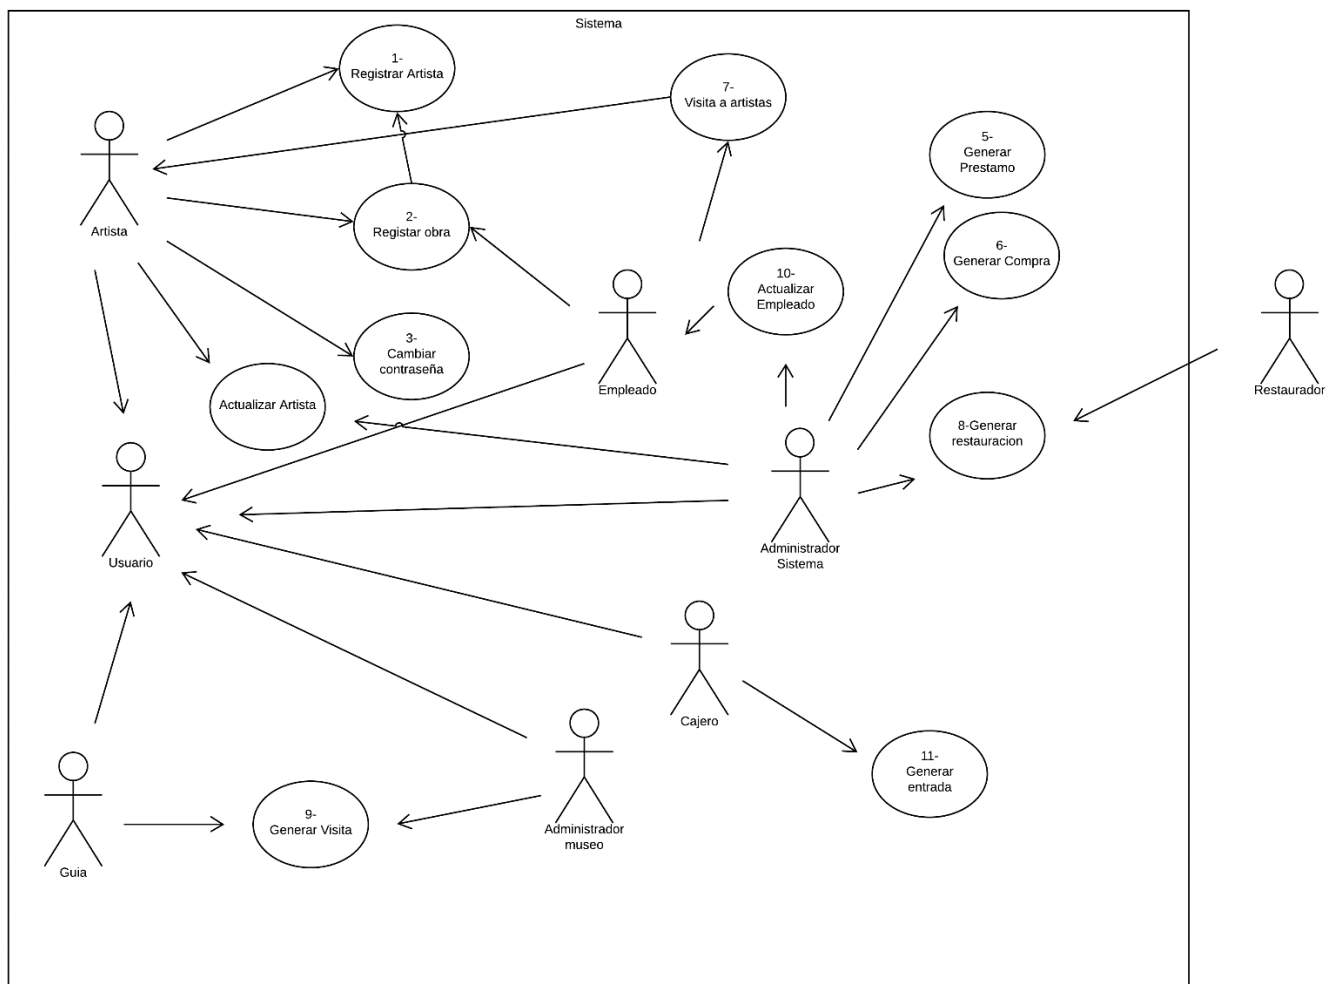 Sistema
1-
Registrar Artista
7-
Visita a artistas
5-
Generar
Prestamo
Artista
2-
Registar obra
6-
Generar Compra
10-
Actualizar
Empleado
3-
Cambiar
contraseña
Empleado
Restaurador
Actualizar Artista
8-Generar
restauracion
Usuario
Administrador
Sistema
Cajero
11-
Generar
entrada
9-
Generar Visita
Administrador
museo
Guia